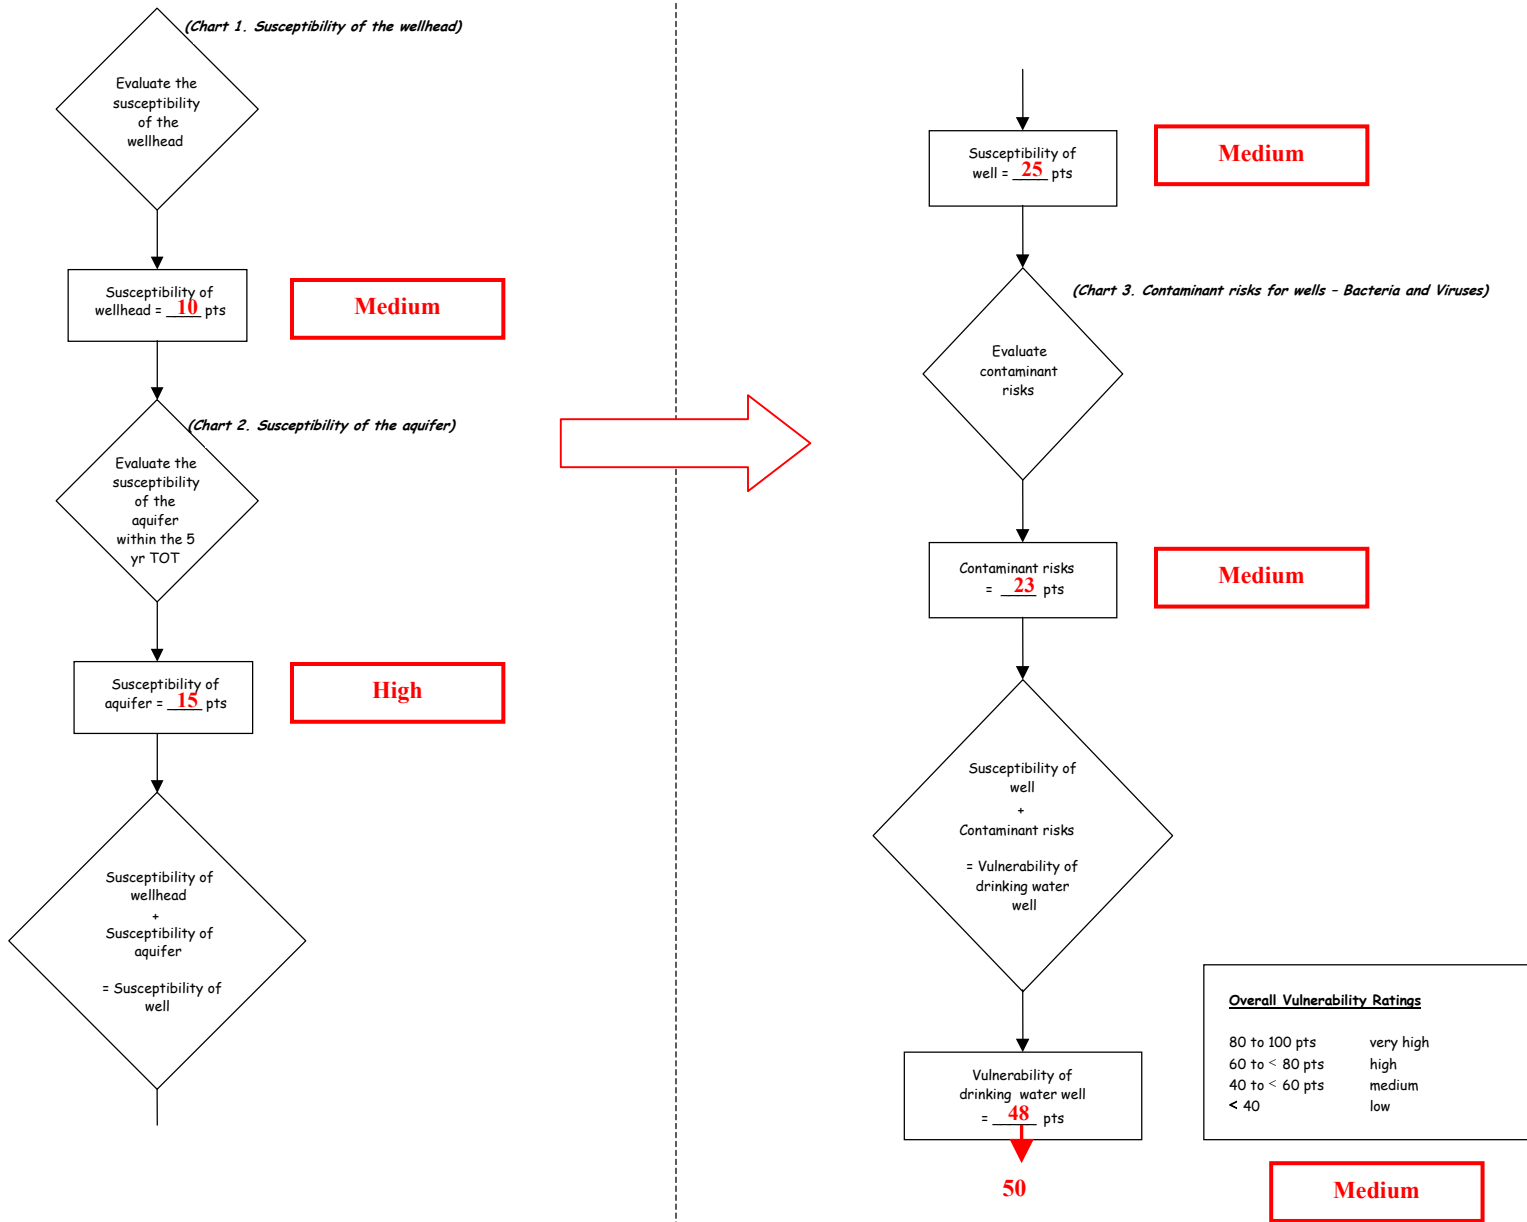 (Chart 1. Susceptibility of the wellhead)
Evaluate the
susceptibility
of the
wellhead
Susceptibility of
wellhead = 10 pts
Medium
(Chart 2. Susceptibility of the aquifer)
Evaluate the
susceptibility
of the
aquifer
within the 5
yr TOT
Susceptibility of
aquifer = 15 pts
High
Susceptibility of
wellhead
+
Susceptibility of
aquifer
= Susceptibility of
well
Susceptibility of
well = 25 pts
Medium
(Chart 3. Contaminant risks for wells – Bacteria and Viruses)
Evaluate
contaminant
risks
Contaminant risks
= 23 pts
Medium
Susceptibility of
well
+
Contaminant risks
= Vulnerability of
drinking water
well
Vulnerability of
drinking water well
= 48 pts
50
Overall Vulnerability Ratings
80 to 100 pts very high
60 to < 80 pts high
40 to < 60 pts medium
< 40 low
Medium